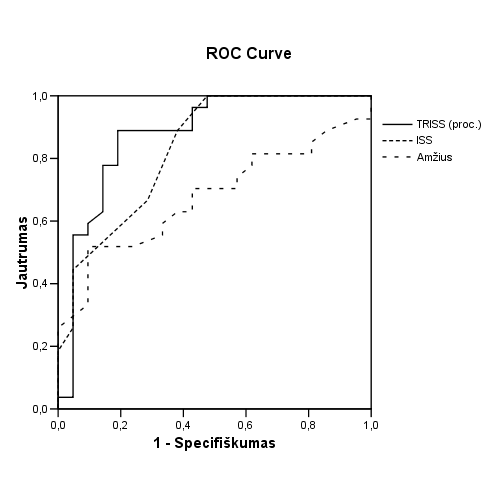 ROC Curve
1,0
0,8
0,6
0,4
0,2
0,0
Jautrumas
0,0 0,2 0,4 0,6 0,8 1,0
1 - Specifiškumas
TRISS (proc.)
ISS
Amžius